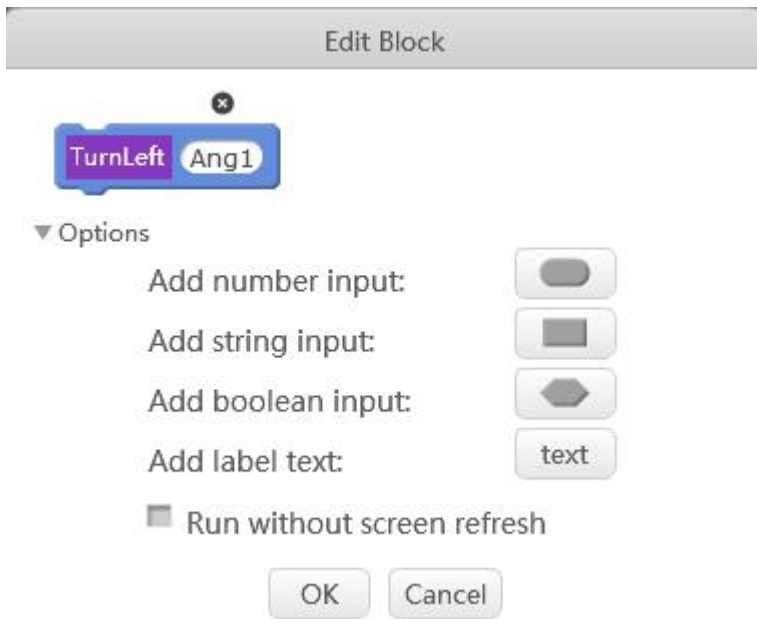 Edit Block
TurnLeft Ang1
Options
Add number input:
Add string input:
Add boolean input:
Add label text: text
Run without screen refresh
OK Cancel